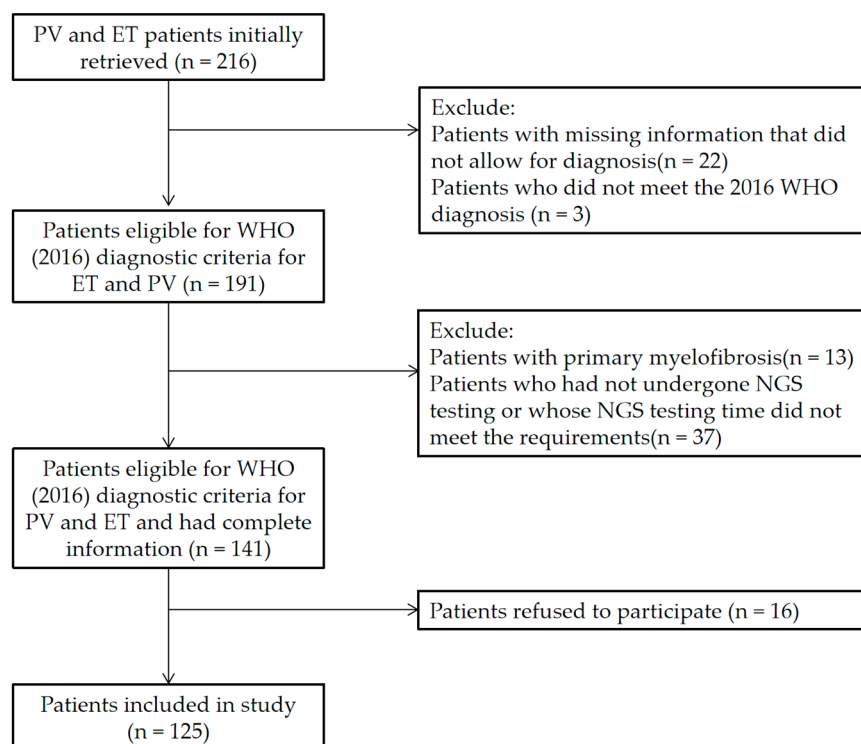 PV and ET patients initially
retrieved (n = 216)
Exclude:
Patients with missing information that did
not allow for diagnosis(n = 22)
Patients who did not meet the 2016 WHO
diagnosis (n = 3)
Patients eligible for WHO
(2016) diagnostic criteria for
ET and PV (n = 191)
Exclude:
Patients with primary myelofibrosis(n = 13)
Patients who had not undergone NGS
testing or whose NGS testing time did not
meet the requirements(n = 37)
Patients eligible for WHO
(2016) diagnostic criteria for
PV and ET and had complete
information (n = 141)
Patients refused to participate (n = 16)
Patients included in study
(n = 125)